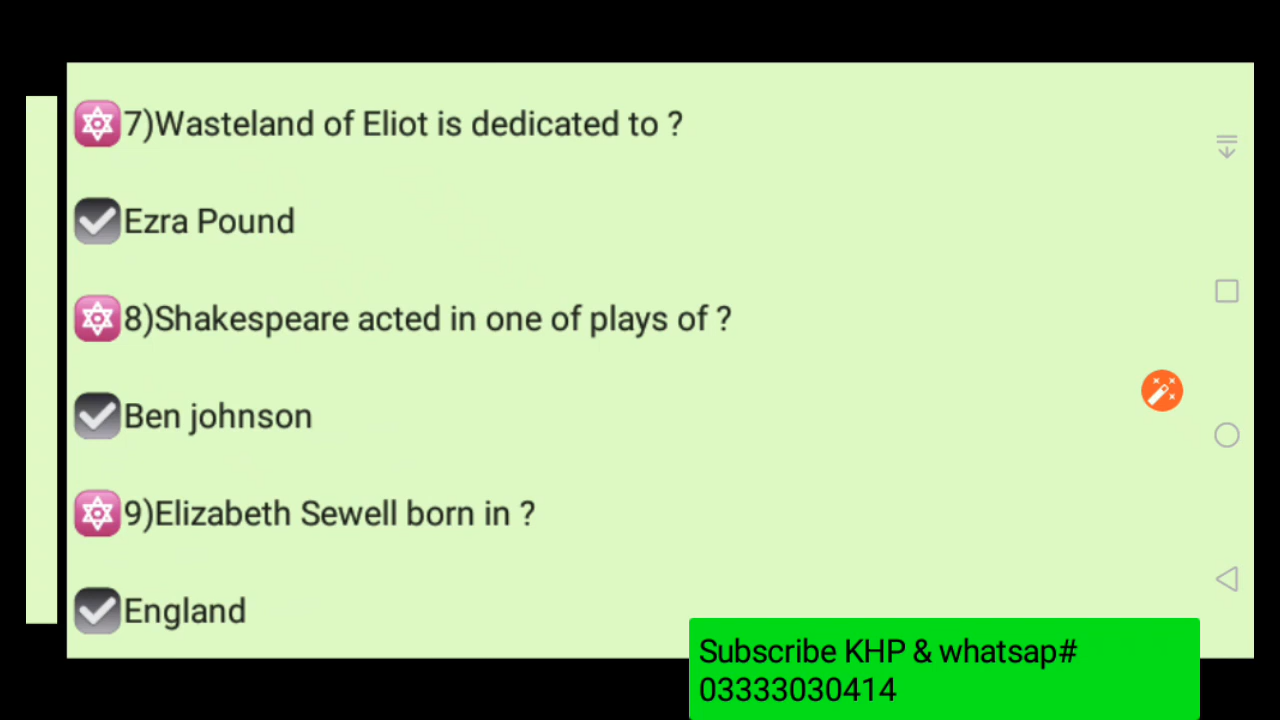 7)Wasteland of Eliot is dedicated to ?
Ezra Pound
8)Shakespeare acted in one of plays of ?
Ben johnson
9)Elizabeth Sewell born in ?
England
Subscribe KHP & whatsap#
03333030414